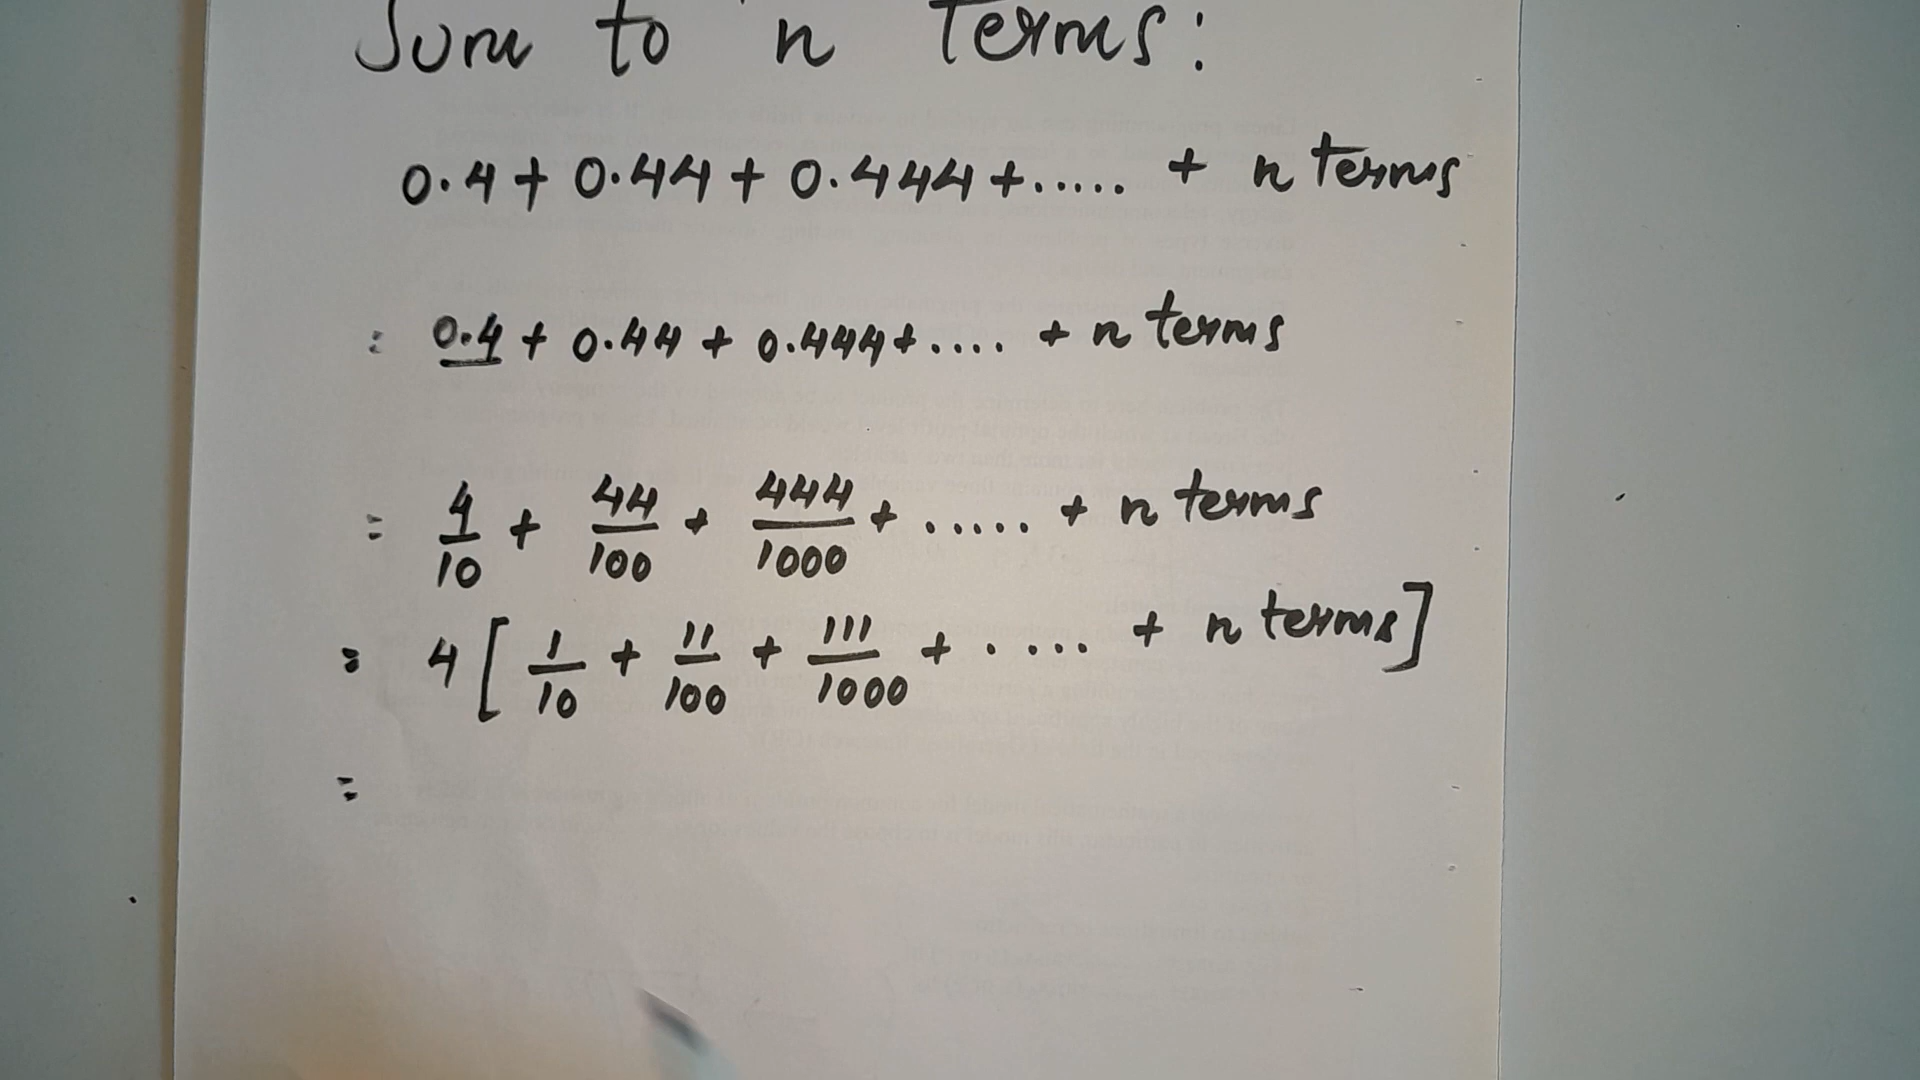 Sum to n Terms:
0.4 + 0.44 + 0.444 + ..... + n terms
= 0.4 + 0.44 + 0.444 + .... + n terms
= 4/10 + 44/100 + 444/1000 + ..... + n terms
= 4 [ 1/10 + 11/100 + 111/1000 + ..... + n terms ]
=